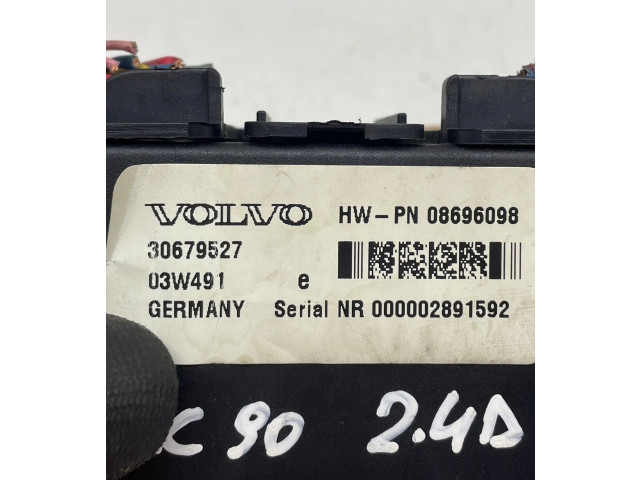 VOLVO HW-PN 08696098
30679527
03W491 e
GERMANY Serial NR 000002891592
C 90 2.4D